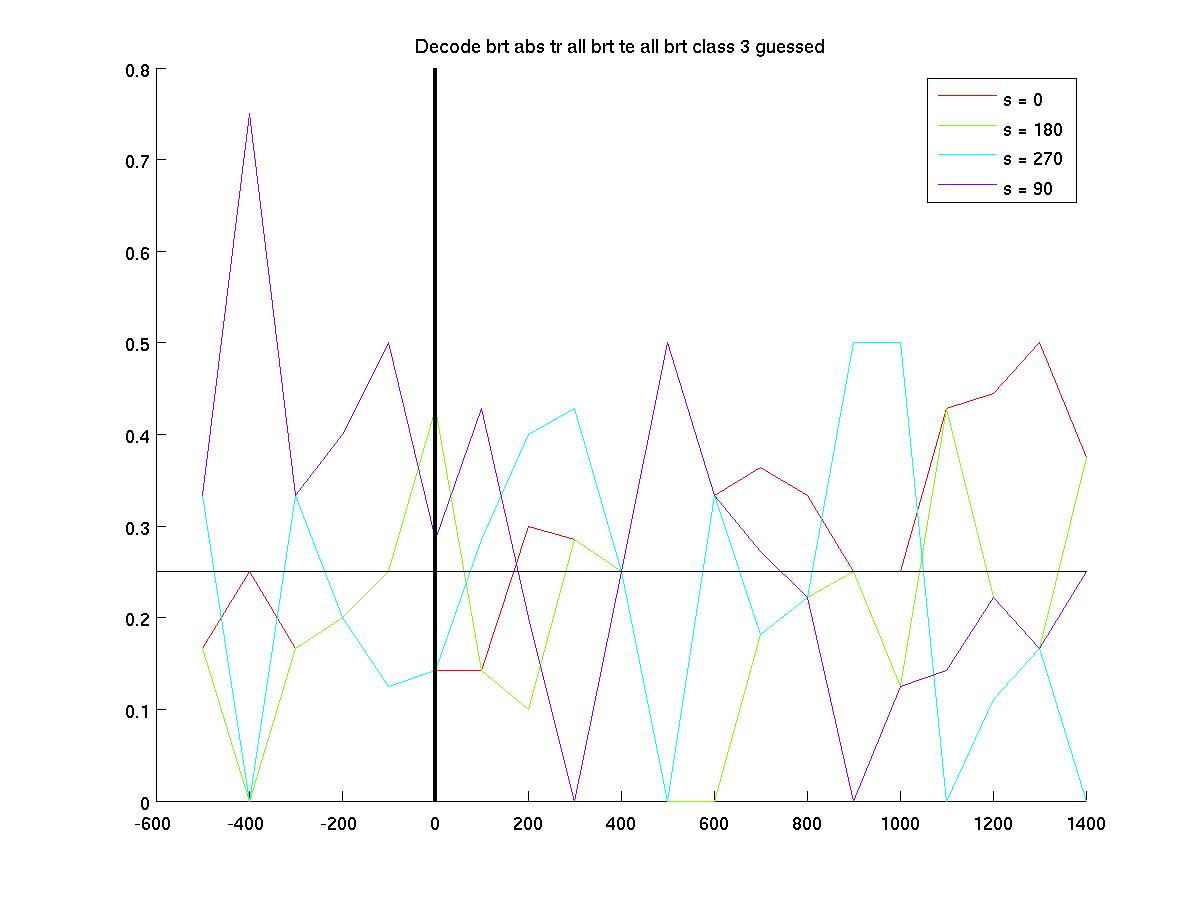 Decode brt abs tr all brt te all brt class 3 guessed
s = 0
s = 180
s = 270
s = 90
0.8
0.7
0.6
0.5
0.4
0.3
0.2
0.1
0
-600 -400 -200 0 200 400 600 800 1000 1200 1400